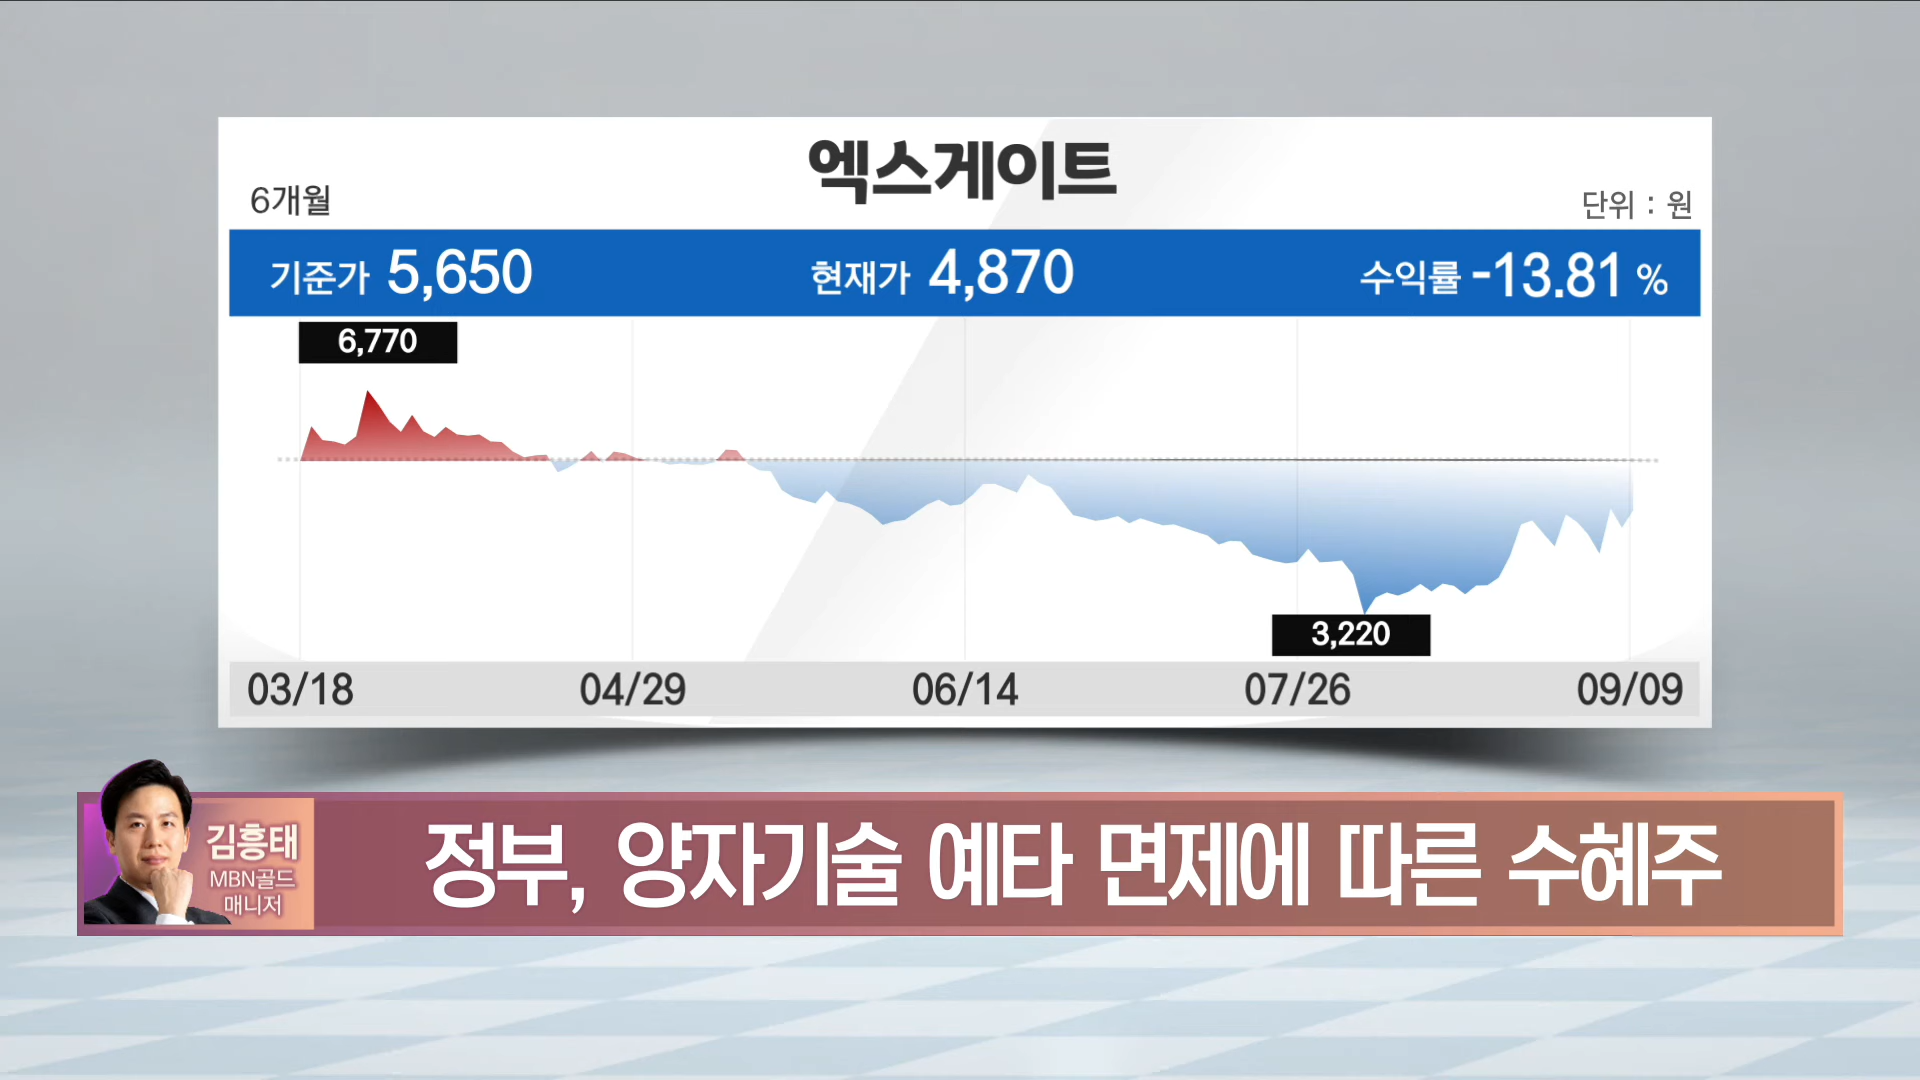 엑스게이트
6개월
단위 : 원
기준가 5,650 현재가 4,870 수익률 -13.81 %
6,770
3,220
03/18 04/29 06/14 07/26 09/09
김흥태
MBN골드
매니저
정부, 양자기술 예타 면제에 따른 수혜주